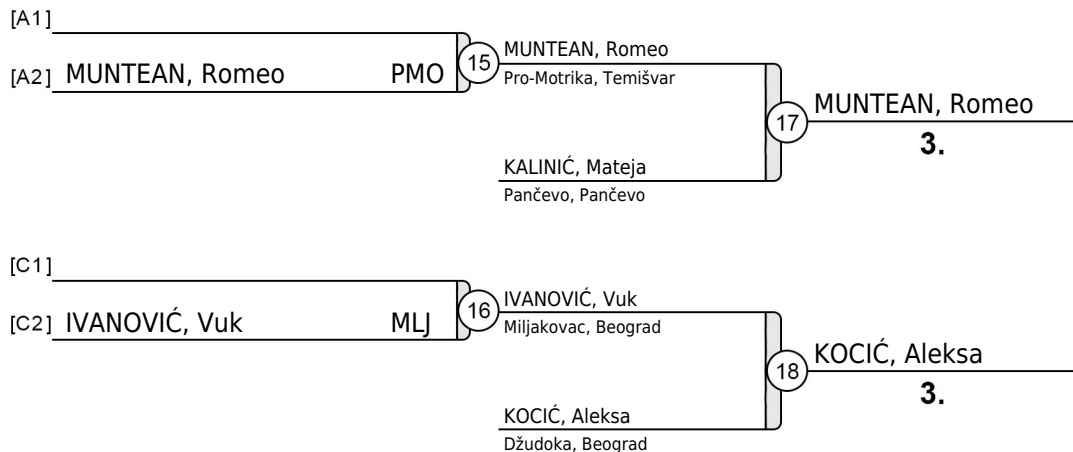 [A1]
[A2] MUNTEAN, Romeo PMO
15
MUNTEAN, Romeo
Pro-Motrika, Temišvar
17
MUNTEAN, Romeo
3.
KALINIĆ, Mateja
Pančevo, Pančevo
[C1]
[C2] IVANOVIĆ, Vuk MLJ
16
IVANOVIĆ, Vuk
Miljakovac, Beograd
18
KOCIĆ, Aleksa
3.
KOCIĆ, Aleksa
Džudoka, Beograd